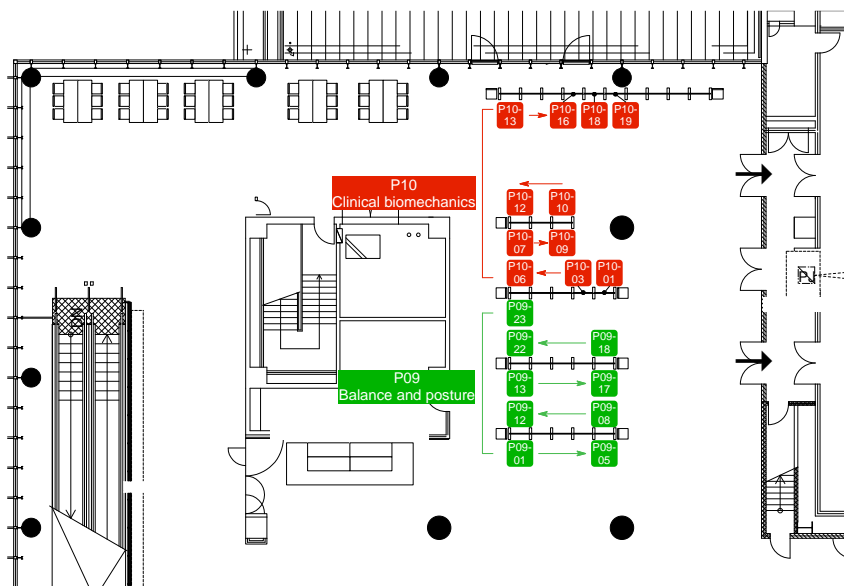 P10-
13
P10-
16
P10-
18
P10-
19
P10
Clinical biomechanics
P10-
12
P10-
10
P10-
07
P10-
09
P10-
06
P10-
03
P10-
01
P
P09-
23
DN
P09-
22
P09-
18
P09
Balance and posture
P09-
13
P09-
17
P09-
12
P09-
08
P09-
01
P09-
05